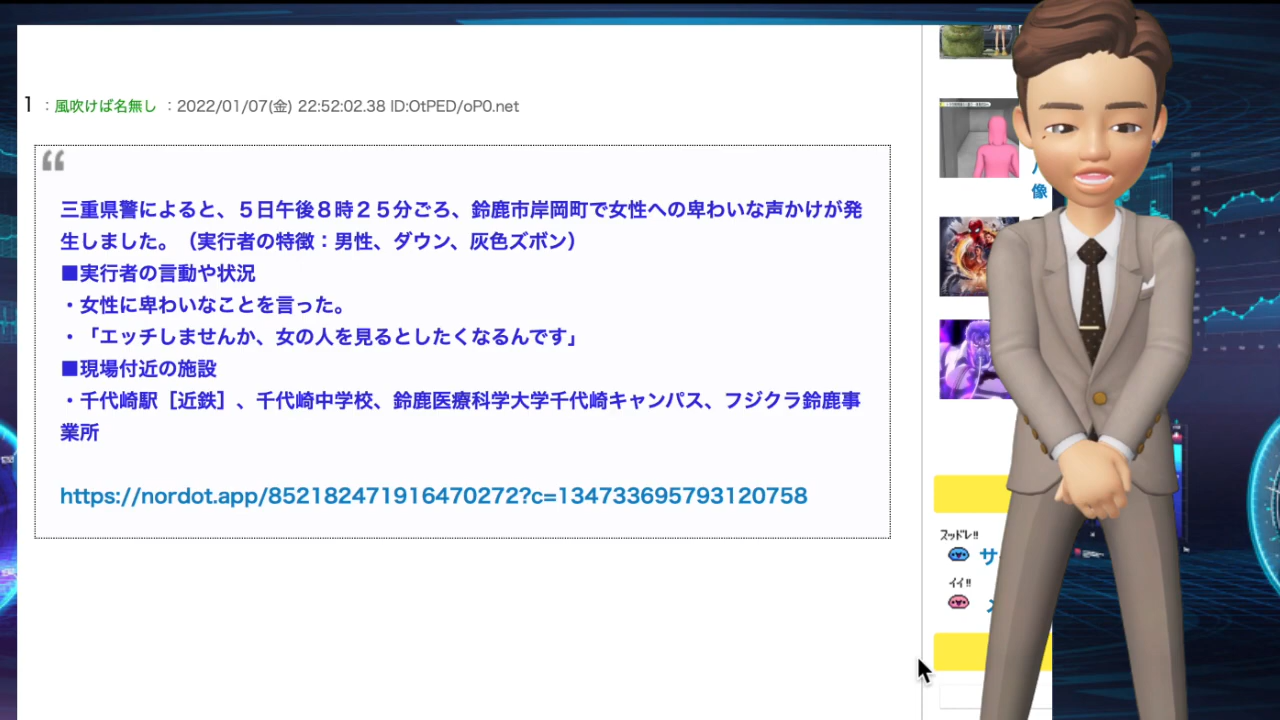 1 ：風吹けば名無し ：2022/01/07(金) 22:52:02.38 ID:OtPED/oP0.net
三重県警によると、５日午後８時２５分ごろ、鈴鹿市岸岡町で女性への卑わいな声かけが発
生しました。（実行者の特徴：男性、ダウン、灰色ズボン）
■実行者の言動や状況
・女性に卑わいなことを言った。
・「エッチしませんか、女の人を見るとしたくなるんです」
■現場付近の施設
・千代崎駅［近鉄］、千代崎中学校、鈴鹿医療科学大学千代崎キャンパス、フジクラ鈴鹿事
業所
https://nordot.app/852182471916470272?c=134733695793120758
像
スッドレ!!
サ
イイ!!